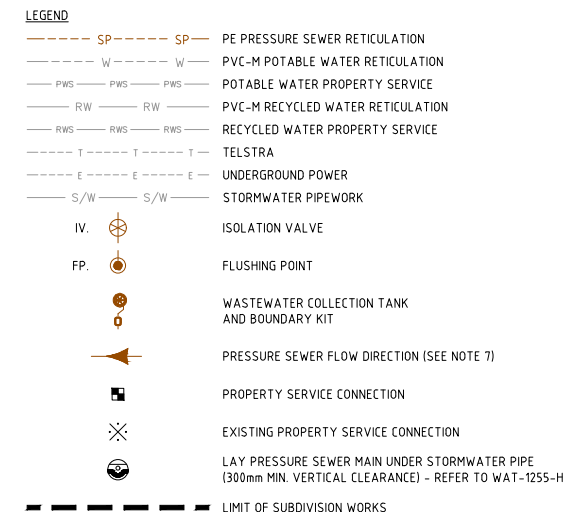 LEGEND
SP SP PE PRESSURE SEWER RETICULATION
W W PVC-M POTABLE WATER RETICULATION
PWS PWS PWS POTABLE WATER PROPERTY SERVICE
RW RW PVC-M RECYCLED WATER RETICULATION
RWS RWS RWS RECYCLED WATER PROPERTY SERVICE
T T T TELSTRA
E E E UNDERGROUND POWER
S/W S/W STORMWATER PIPEWORK
IV. ISOLATION VALVE
FP. FLUSHING POINT
WASTEWATER COLLECTION TANK
AND BOUNDARY KIT
PRESSURE SEWER FLOW DIRECTION (SEE NOTE 7)
PROPERTY SERVICE CONNECTION
EXISTING PROPERTY SERVICE CONNECTION
LAY PRESSURE SEWER MAIN UNDER STORMWATER PIPE
(300mm MIN. VERTICAL CLEARANCE) - REFER TO WAT-1255-H
LIMIT OF SUBDIVISION WORKS